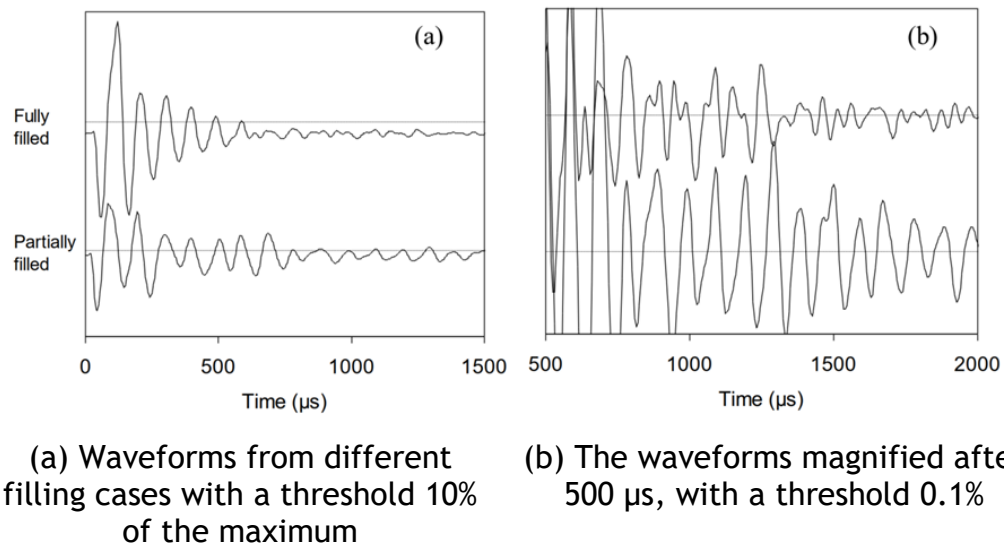 (a)
Fully
filled
Partially
filled
0 500 1000 1500
Time (µs)
(b)
500 1000 1500 2000
Time (µs)
(a) Waveforms from different
filling cases with a threshold 10%
of the maximum
(b) The waveforms magnified afte
500 µs, with a threshold 0.1%